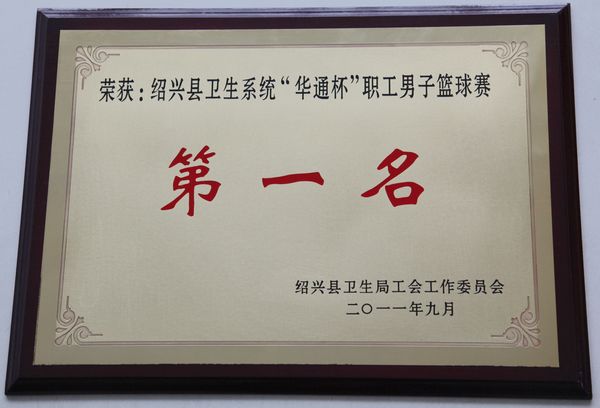 荣获：绍兴县卫生系统“华通杯”职工男子篮球赛
第一名
绍兴县卫生局工会工作委员会
二〇一一年九月